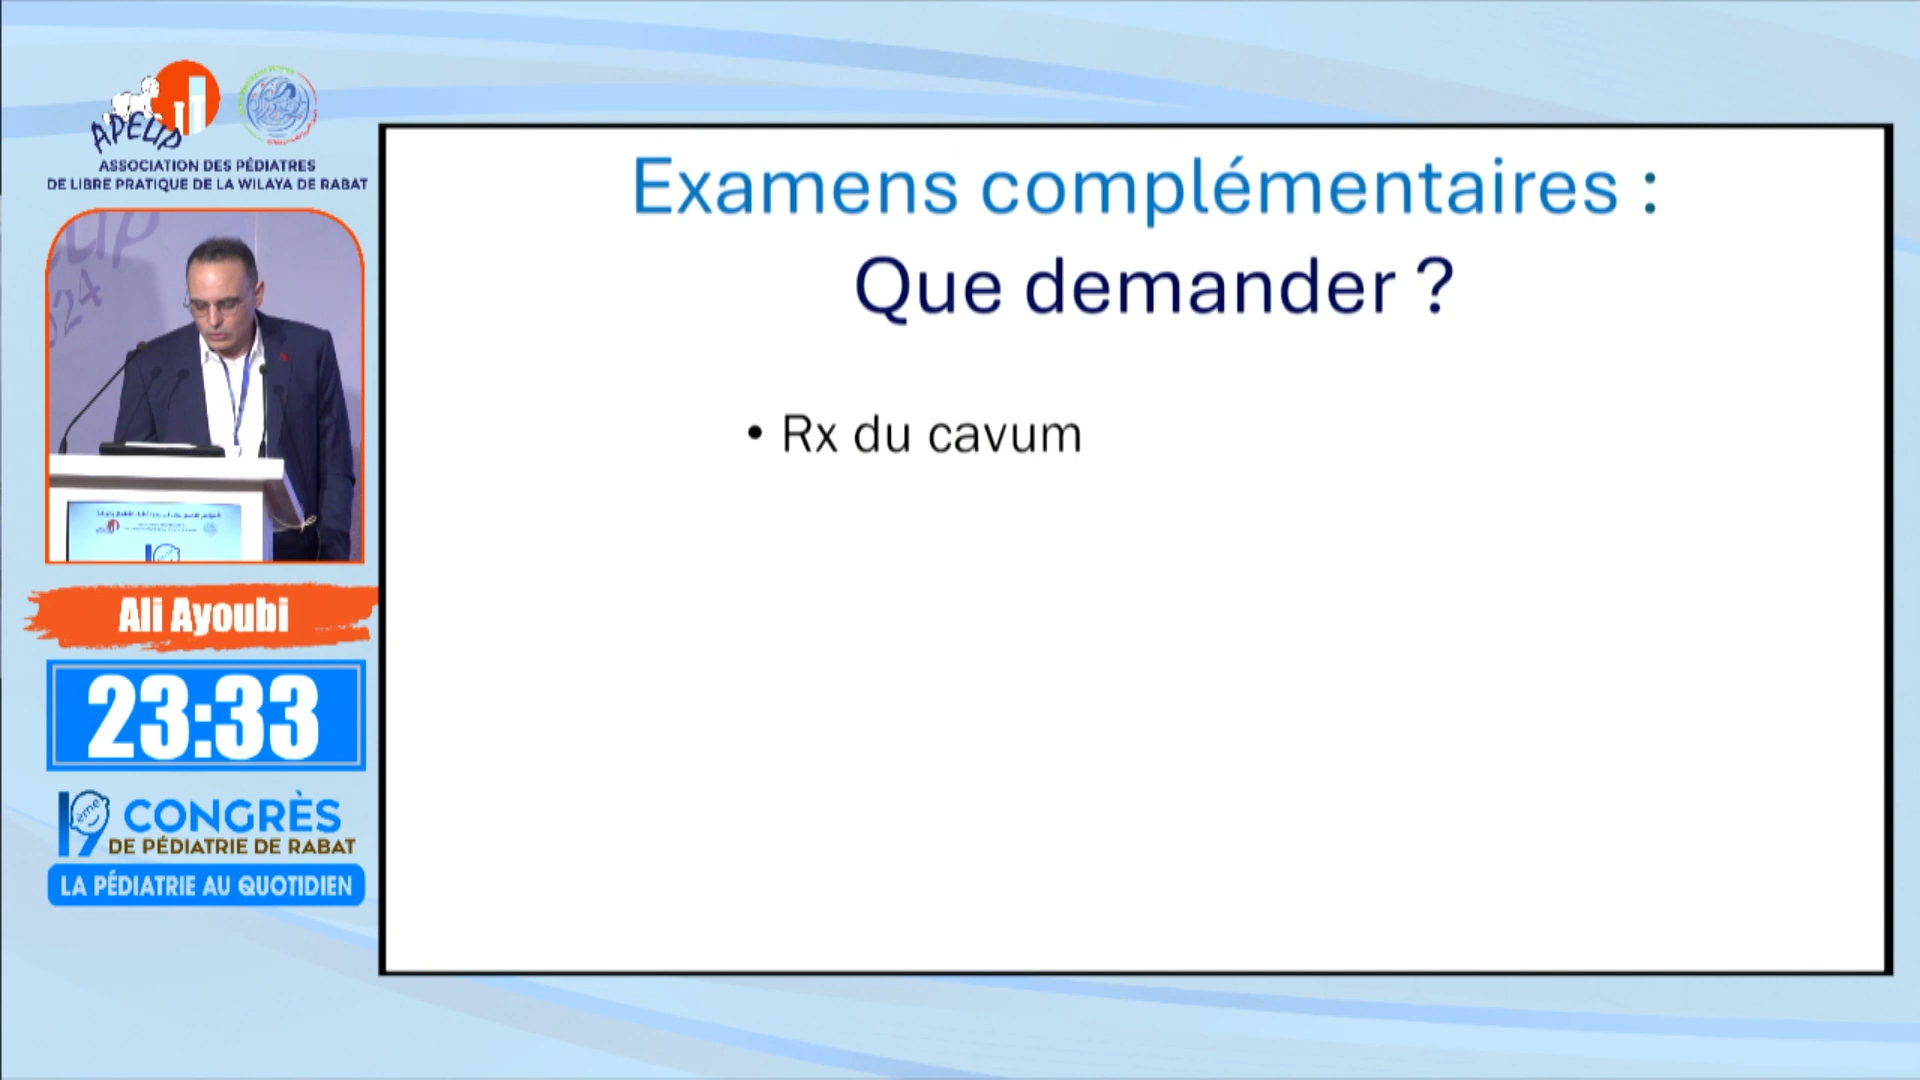 APELIP
ASSOCIATION DES PÉDIATRES
DE LIBRE PRATIQUE DE LA WILAYA DE RABAT
Examens complémentaires :
Que demander ?
• Rx du cavum
Ali Ayoubi
23:33
19ème CONGRÈS
DE PÉDIATRIE DE RABAT
LA PÉDIATRIE AU QUOTIDIEN